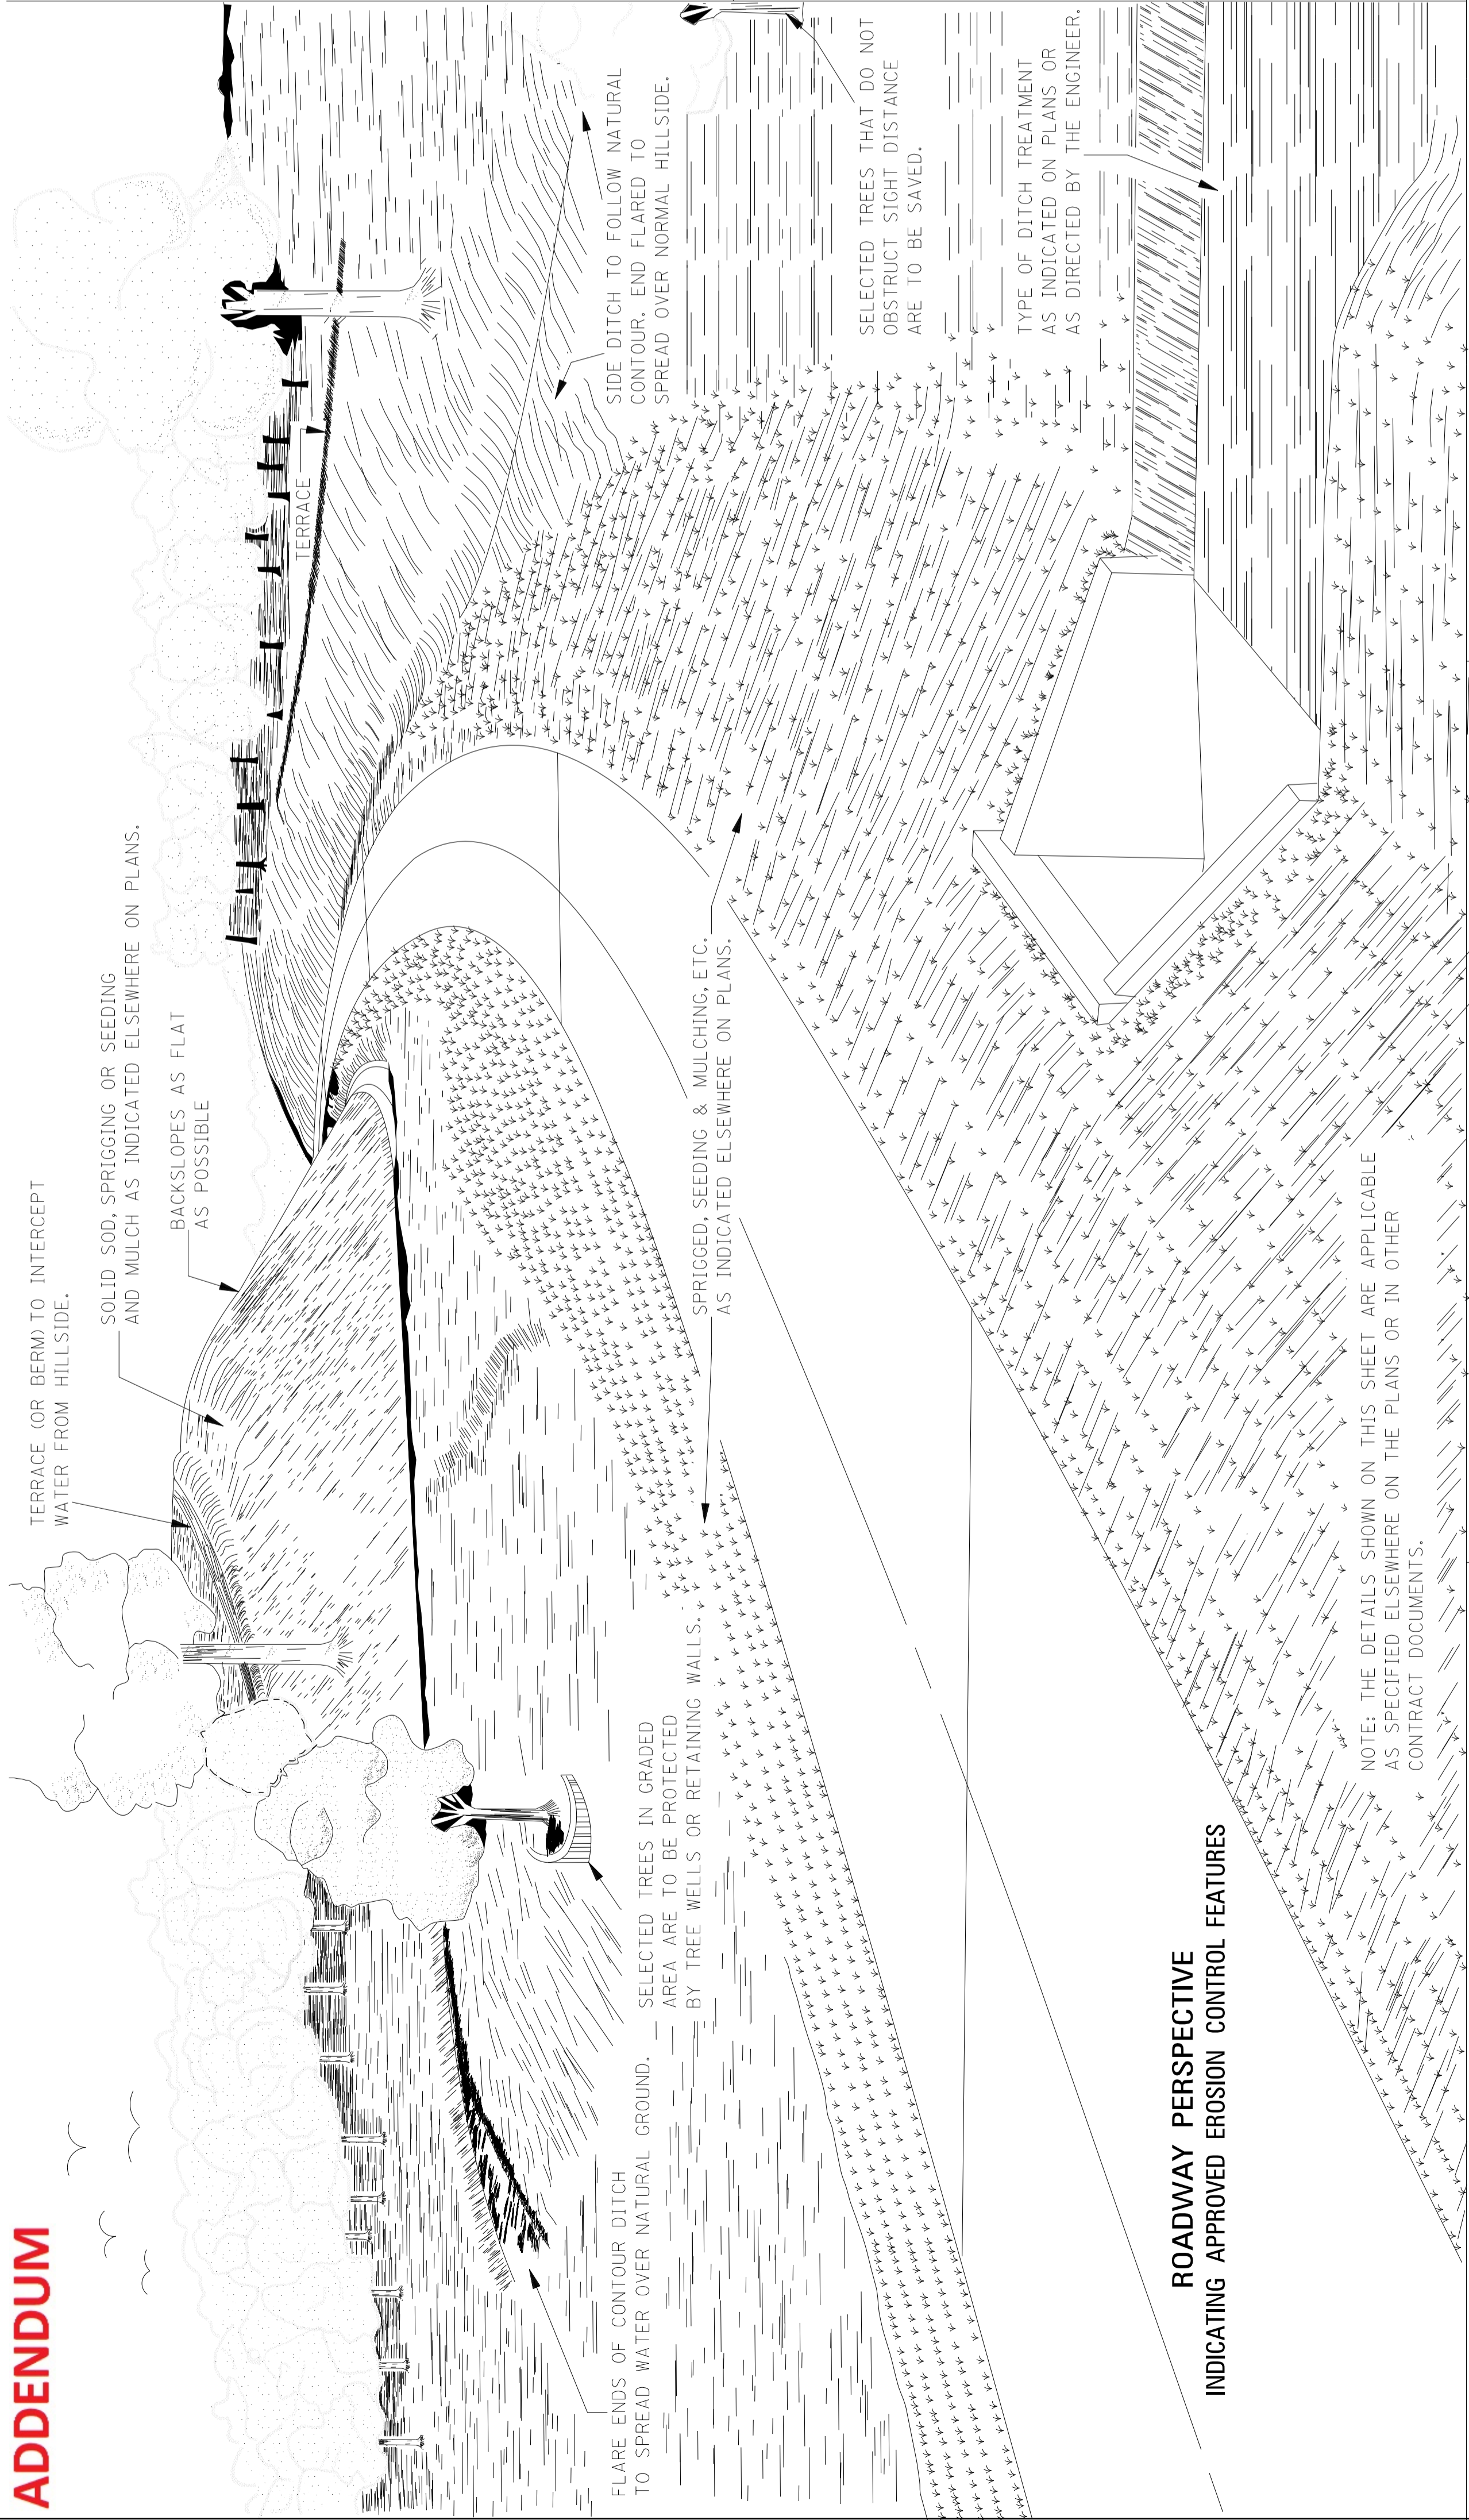 ADDENDUM
TERRACE (OR BERM) TO INTERCEPT
WATER FROM HILLSIDE.
SOLID SOD, SPRIGGING OR SEEDING
AND MULCH AS INDICATED ELSEWHERE ON PLANS.
BACKSLOPES AS FLAT
AS POSSIBLE
TERRACE
FLARE ENDS OF CONTOUR DITCH
TO SPREAD WATER OVER NATURAL GROUND.
SELECTED TREES IN GRADED
AREA ARE TO BE PROTECTED
BY TREE WELLS OR RETAINING WALLS.
SPRIGGED, SEEDING & MULCHING, ETC.
AS INDICATED ELSEWHERE ON PLANS.
SIDE DITCH TO FOLLOW NATURAL
CONTOUR. END FLARED TO
SPREAD OVER NORMAL HILLSIDE.
SELECTED TREES THAT DO NOT
OBSTRUCT SIGHT DISTANCE
ARE TO BE SAVED.
TYPE OF DITCH TREATMENT
AS INDICATED ON PLANS OR
AS DIRECTED BY THE ENGINEER.
ROADWAY PERSPECTIVE
INDICATING APPROVED EROSION CONTROL FEATURES
NOTE: THE DETAILS SHOWN ON THIS SHEET ARE APPLICABLE
AS SPECIFIED ELSEWHERE ON THE PLANS OR IN OTHER
CONTRACT DOCUMENTS.